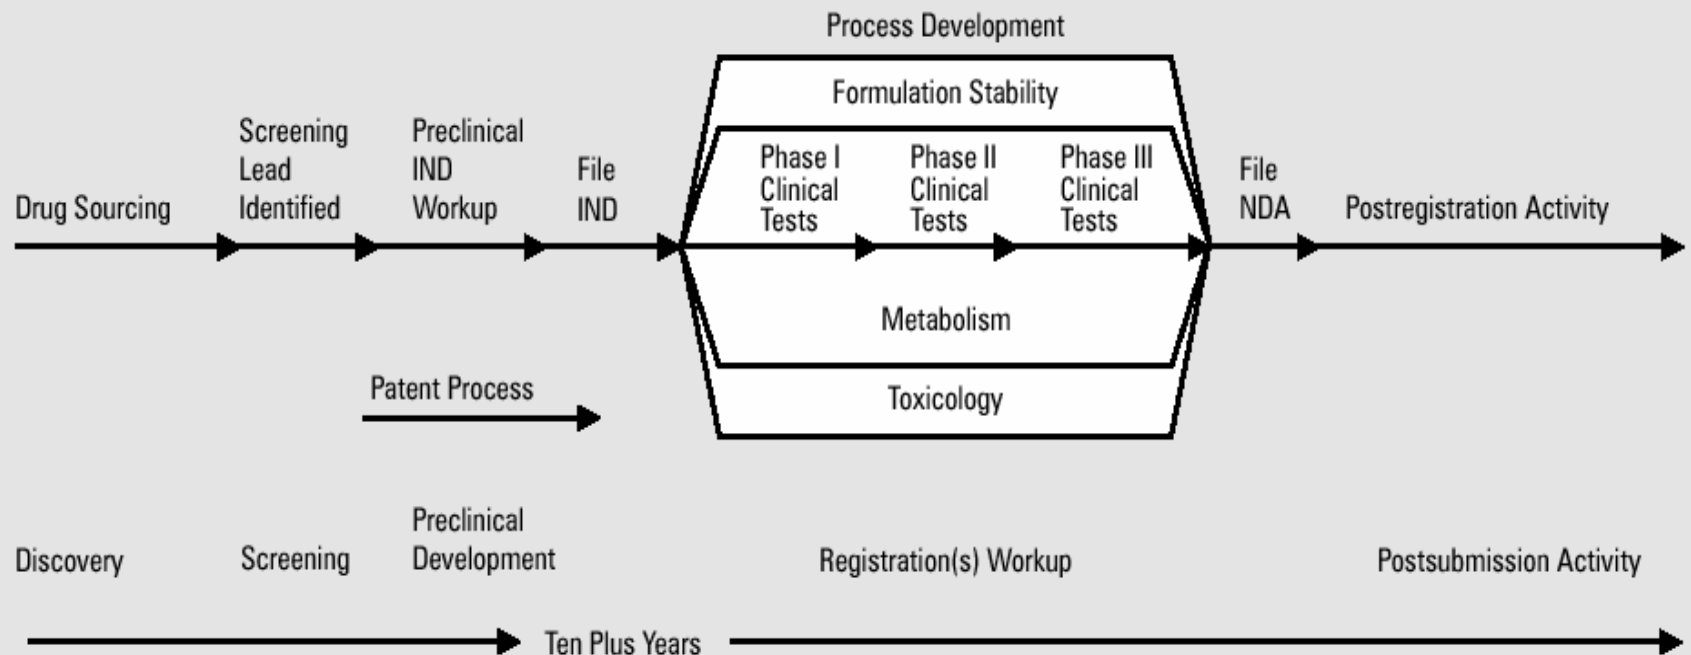 Process Development
Formulation Stability
Screening
Lead
Identified
Preclinical
IND
Workup
File
IND
Phase I
Clinical
Tests
Phase II
Clinical
Tests
Phase III
Clinical
Tests
File
NDA
Drug Sourcing
Postregistration Activity
Metabolism
Patent Process
Toxicology
Discovery
Screening
Preclinical
Development
Registration(s) Workup
Postsubmission Activity
Ten Plus Years